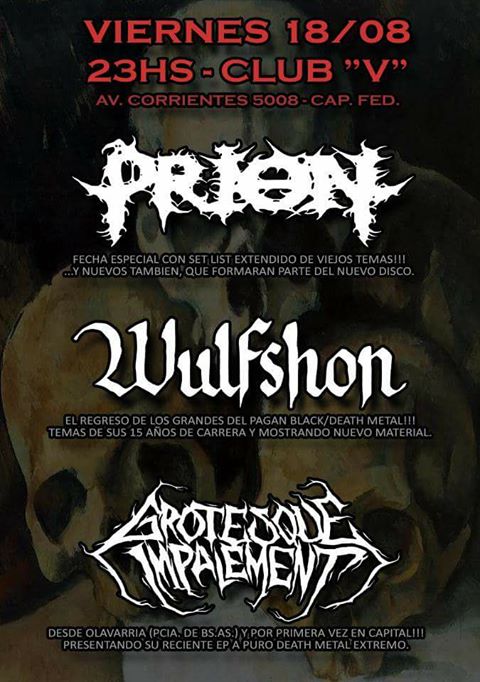 VIERNES 18/08
23HS - CLUB "V"
AV. CORRIENTES 5008 - CAP. FED.
PRION
FECHA ESPECIAL CON SET LIST EXTENDIDO DE VIEJOS TEMAS!!!
...Y NUEVOS TAMBIEN, QUE FORMARAN PARTE DEL NUEVO DISCO.
Wulfshon
EL REGRESO DE LOS GRANDES DEL PAGAN BLACK/DEATH METAL!!!
TEMAS DE SUS 15 AÑOS DE CARRERA Y MOSTRANDO NUEVO MATERIAL.
GROTESQUE
IMPALEMENT
DESDE OLAVARRIA (PCIA. DE BS.AS.) Y POR PRIMERA VEZ EN CAPITAL!!!
PRESENTANDO SU RECIENTE EP A PURO DEATH METAL EXTREMO.